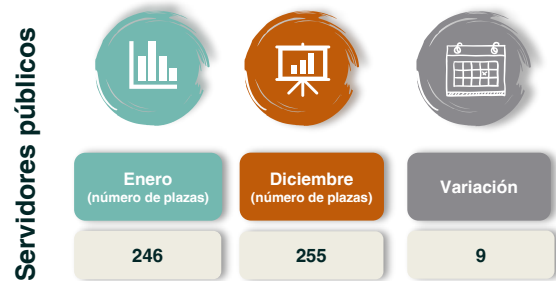 Servidores públicos
Enero
(número de plazas)
Diciembre
(número de plazas)
Variación
246
255
9